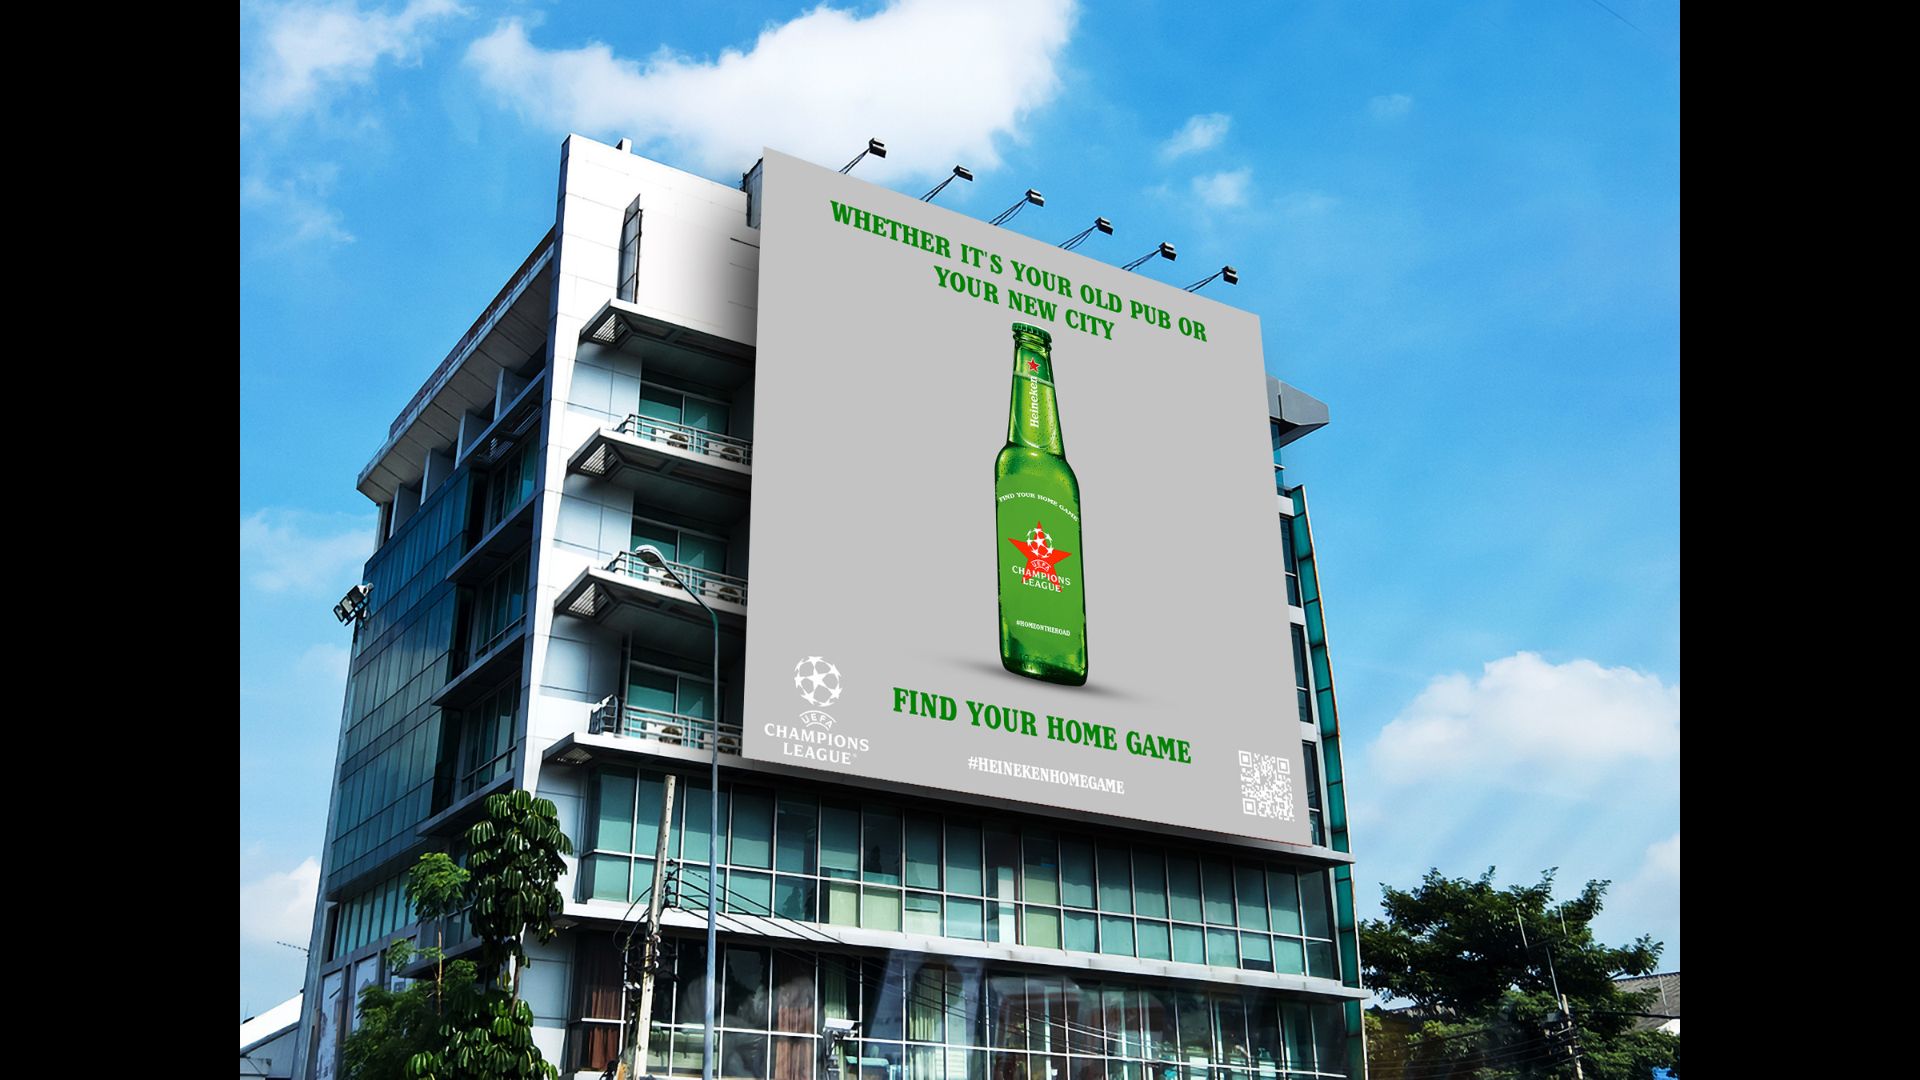 WHETHER IT'S YOUR OLD PUB OR
YOUR NEW CITY
Heineken
FIND YOUR HOME GAME
UEFA
CHAMPIONS
LEAGUE
#HOMEONTHEROAD
FIND YOUR HOME GAME
#HEINEKENHOMEGAME
UEFA
CHAMPIONS
LEAGUE